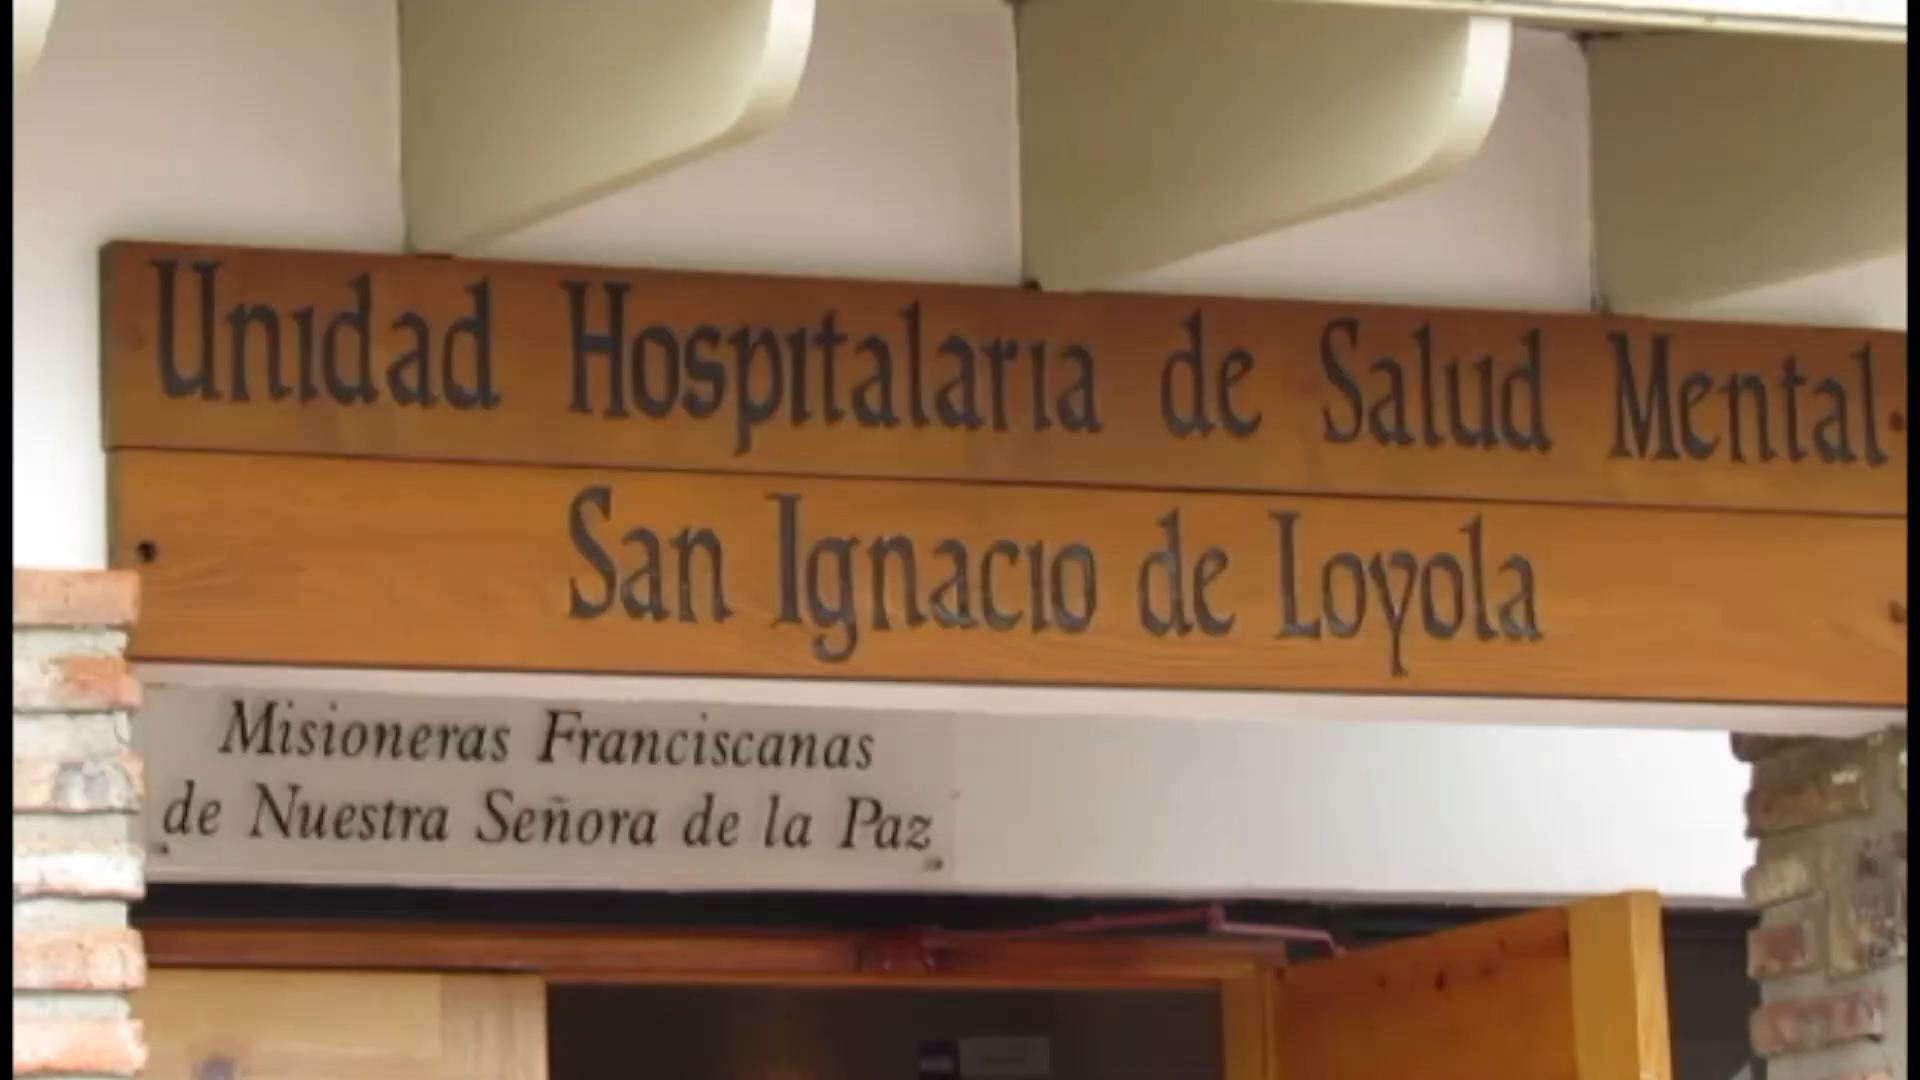 Unidad Hospitalaria de Salud Mental
San Ignacio de Loyola
Misioneras Franciscanas
de Nuestra Señora de la Paz